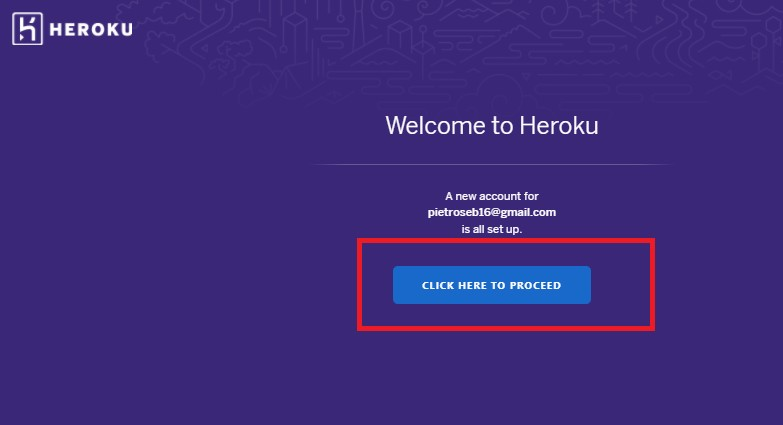 HEROKU
Welcome to Heroku
A new account for
pietroseb16@gmail.com
is all set up.
CLICK HERE TO PROCEED